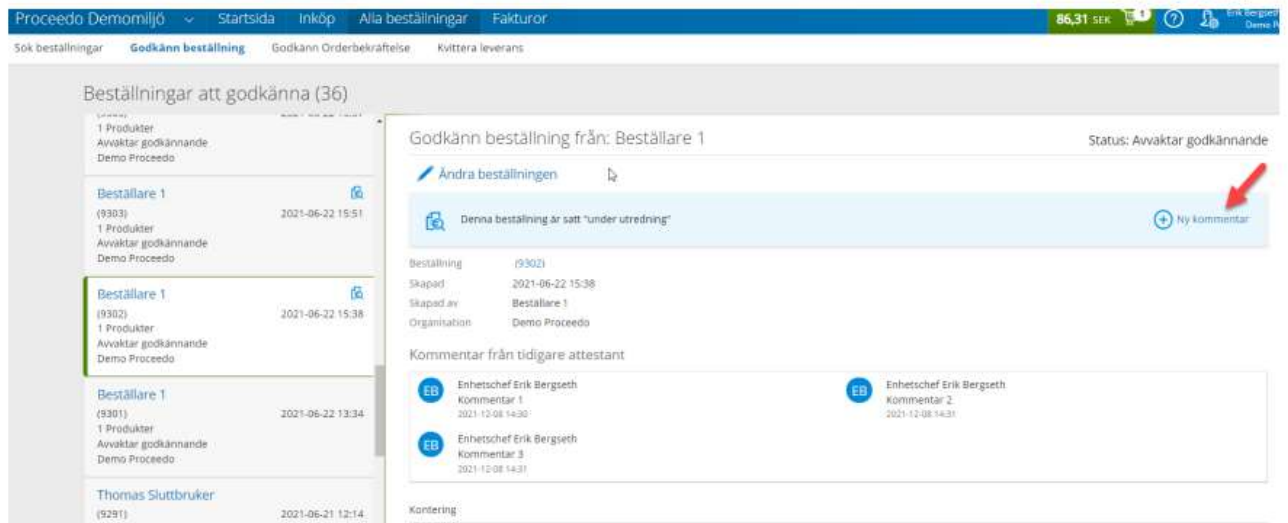 Proceedo Demomiljö Startsida Inköp Alla beställningar Fakturor 86,31 SEK 1 Erik Bergseth
Demo
Sök beställningar Godkänn beställning Godkänn Orderbekräftelse Kvittera leverans
Beställningar att godkänna (36)
1 Produkter
Avvaktar godkännande
Demo Proceedo
Beställare 1
(9303) 2021-06-22 15:51
1 Produkter
Avvaktar godkännande
Demo Proceedo
Beställare 1
(9302) 2021-06-22 15:38
1 Produkter
Avvaktar godkännande
Demo Proceedo
Beställare 1
(9301) 2021-06-22 13:34
1 Produkter
Avvaktar godkännande
Demo Proceedo
Thomas Sluttbruker
(9291) 2021-06-21 12:14
Godkänn beställning från: Beställare 1 Status: Avvaktar godkännande
Ändra beställningen
Denna beställning är satt "under utredning" Ny kommentar
Beställning (9302)
Skapad 2021-06-22 15:38
Skapad av Beställare 1
Organisation Demo Proceedo
Kommentar från tidigare attestant
EB Enhetschef Erik Bergseth
Kommentar 1
2021-12-08 14:30
EB Enhetschef Erik Bergseth
Kommentar 2
2021-12-08 14:31
EB Enhetschef Erik Bergseth
Kommentar 3
2021-12-08 14:31
Kontering